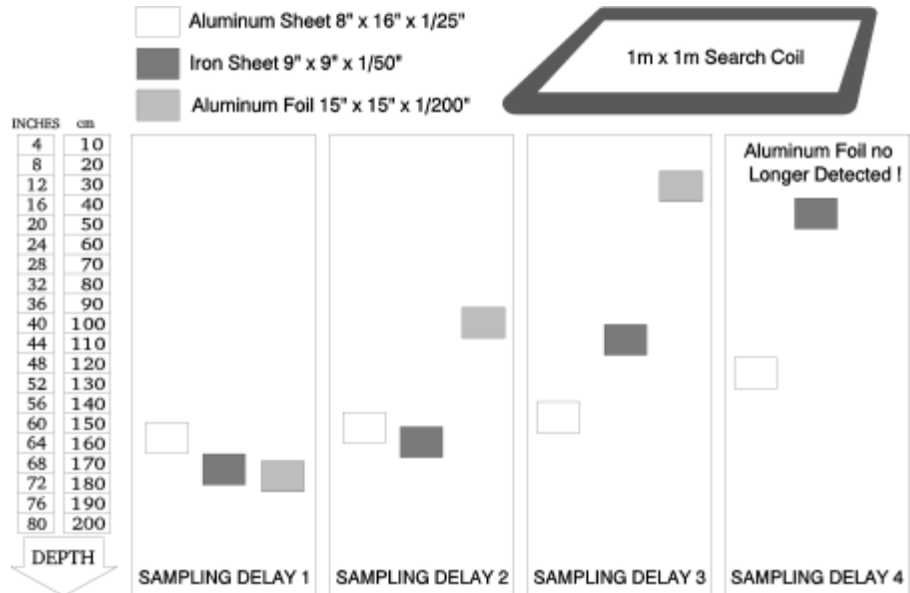 Aluminum Sheet 8" x 16" x 1/25"
Iron Sheet 9" x 9" x 1/50"
Aluminum Foil 15" x 15" x 1/200"
1m x 1m Search Coil
INCHES cm
4 10
8 20
12 30
16 40
20 50
24 60
28 70
32 80
36 90
40 100
44 110
48 120
52 130
56 140
60 150
64 160
68 170
72 180
76 190
80 200
DEPTH
Aluminum Foil no
Longer Detected !
SAMPLING DELAY 1
SAMPLING DELAY 2
SAMPLING DELAY 3
SAMPLING DELAY 4